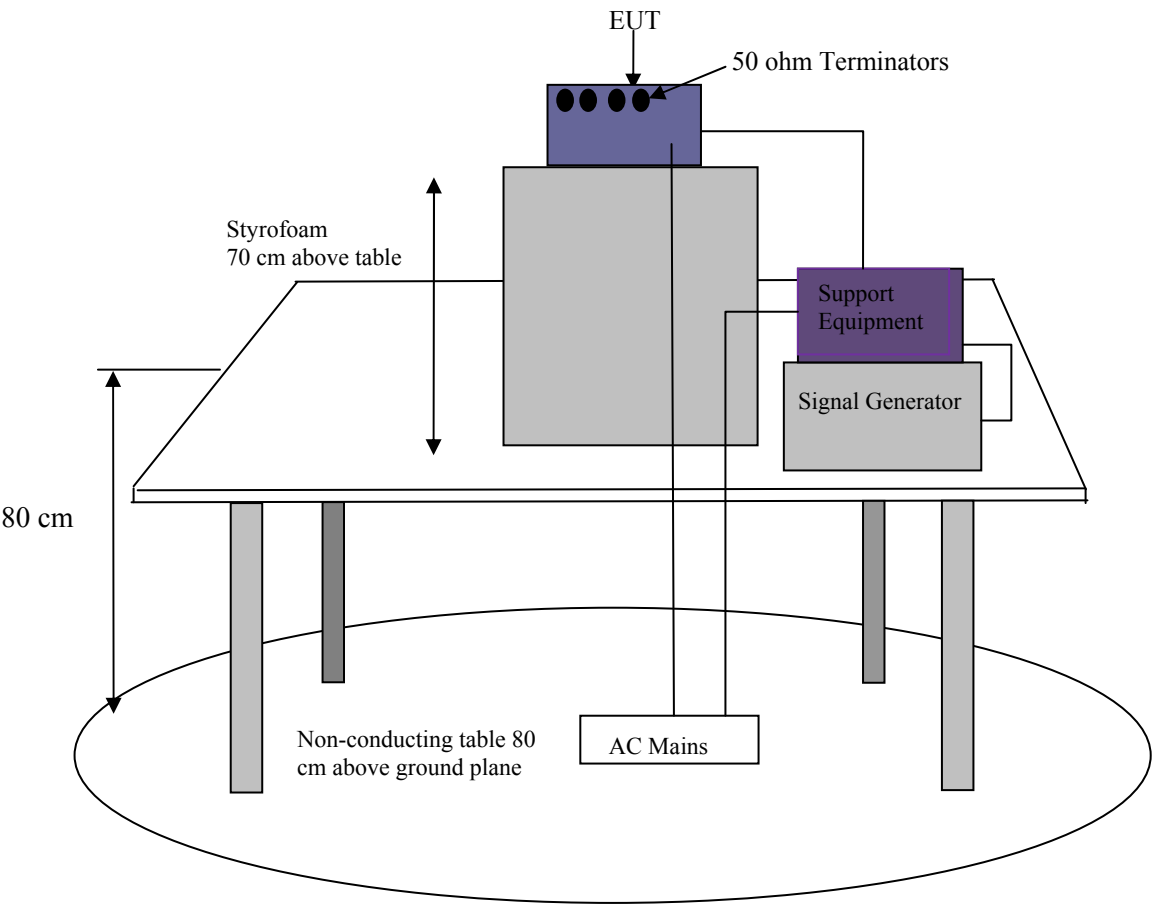 EUT
50 ohm Terminators
Styrofoam
70 cm above table
Support
Equipment
Signal Generator
80 cm
Non-conducting table 80
cm above ground plane
AC Mains